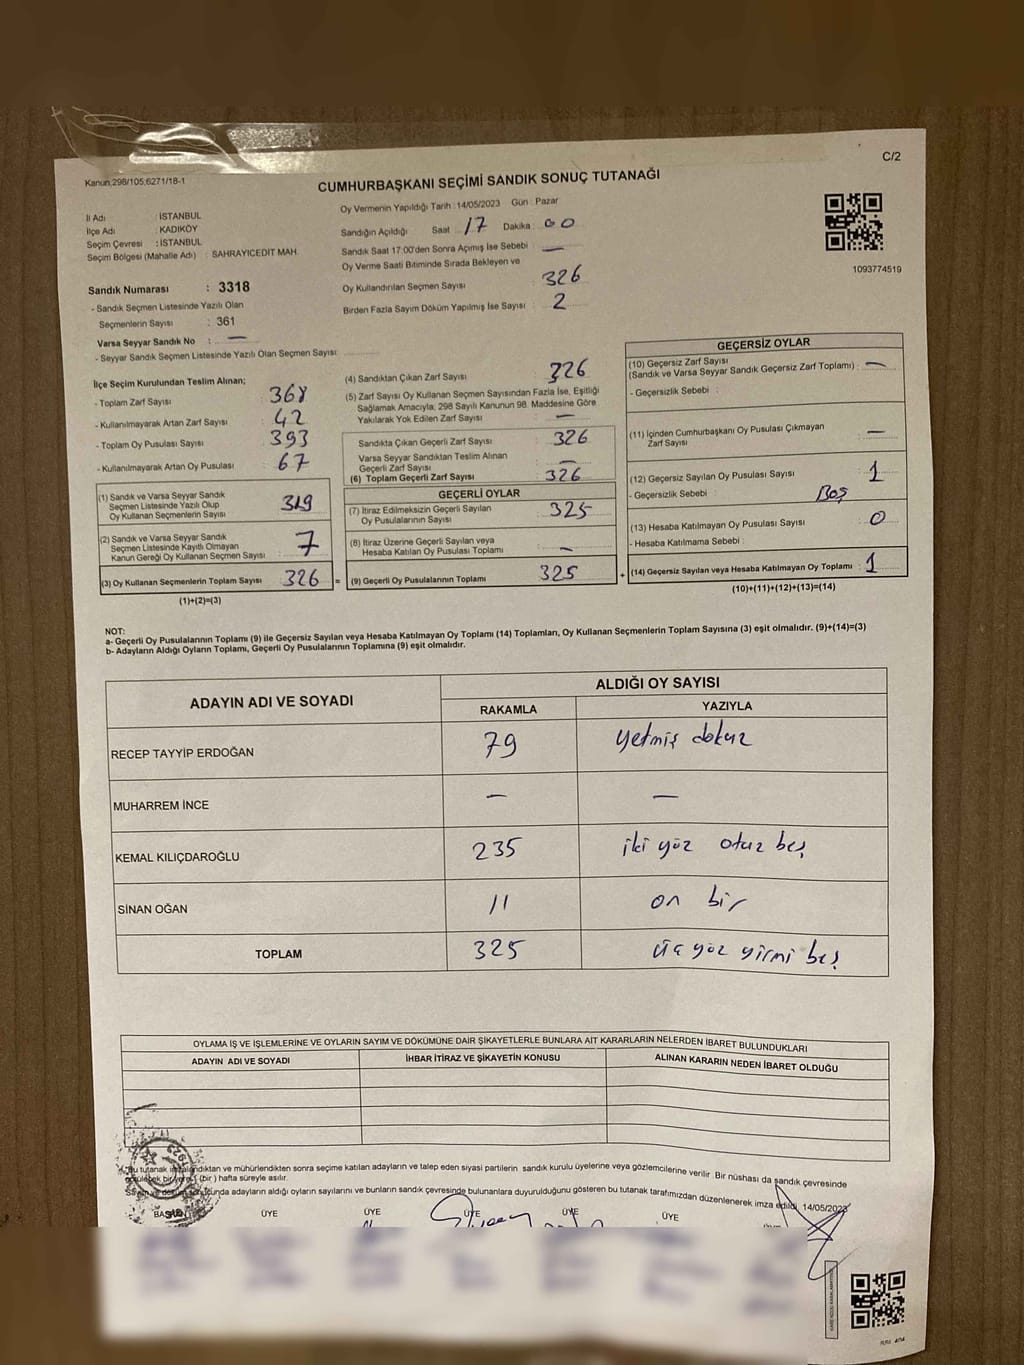 C/2
Kanun,298/105;6271/18-1
CUMHURBAŞKANI SEÇİMİ SANDIK SONUÇ TUTANAĞI
İl Adı : İSTANBUL
İlçe Adı : KADIKÖY
Seçim Çevresi : İSTANBUL
Seçim Bölgesi (Mahalle Adı) : SAHRAYICEDİT MAH
Sandık Numarası : 3318
- Sandık Seçmen Listesinde Yazılı Olan
Seçmenlerin Sayısı : 361
Varsa Seyyar Sandık No : —
- Seyyar Sandık Seçmen Listesinde Yazılı Olan Seçmen Sayısı
Oy Vermenin Yapıldığı Tarih :14/05/2023 Gün : Pazar
Sandığın Açıldığı Saat 17 Dakika : 00
Sandık Saat 17:00'den Sonra Açımış İse Sebebi : —
Oy Verme Saati Bitiminde Sırada Bekleyen ve
Oy Kullandırılan Seçmen Sayısı : 326
Birden Fazla Sayım Döküm Yapılmış İse Sayısı : 2
1093774519
İlçe Seçim Kurulundan Teslim Alınan;
- Toplam Zarf Sayısı : 368
- Kullanılmayarak Artan Zarf Sayısı : 42
- Toplam Oy Pusulası Sayısı : 393
- Kullanılmayarak Artan Oy Pusulası : 67
(1) Sandık ve Varsa Seyyar Sandık
Seçmen Listesinde Yazılı Olup
Oy Kullanan Seçmenlerin Sayısı 319
(2) Sandık ve Varsa Seyyar Sandık
Seçmen Listesinde Kayıtlı Olmayan
Kanun Gereği Oy Kullanan Seçmen Sayısı : 7
(3) Oy Kullanan Seçmenlerin Toplam Sayısı : 326 =
(1)+(2)=(3)
(4) Sandıktan Çıkan Zarf Sayısı : 326
(5) Zarf Sayısı Oy Kullanan Seçmen Sayısından Fazla İse, Eşitliği
Sağlamak Amacıyla; 298 Sayılı Kanunun 98. Maddesine Göre
Yakılarak Yok Edilen Zarf Sayısı : —
Sandıkta Çıkan Geçerli Zarf Sayısı : 326
Varsa Seyyar Sandıktan Teslim Alınan
Geçerli Zarf Sayısı : —
(6) Toplam Geçerli Zarf Sayısı : 326
GEÇERLİ OYLAR
(7) İtiraz Edilmeksizin Geçerli Sayılan
Oy Pusulalarının Sayısı : 325
(8) İtiraz Üzerine Geçerli Sayılan veya
Hesaba Katılan Oy Pusulası Toplamı : —
(9) Geçerli Oy Pusulalarının Toplamı : 325 +
GEÇERSİZ OYLAR
(10) Geçersiz Zarf Sayısı
(Sandık ve Varsa Seyyar Sandık Geçersiz Zarf Toplamı) : —
- Geçersizlik Sebebi :
(11) İçinden Cumhurbaşkanı Oy Pusulası Çıkmayan
Zarf Sayısı : —
(12) Geçersiz Sayılan Oy Pusulası Sayısı : 1
- Geçersizlik Sebebi : Boş
(13) Hesaba Katılmayan Oy Pusulası Sayısı : 0
- Hesaba Katılmama Sebebi :
(14) Geçersiz Sayılan veya Hesaba Katılmayan Oy Toplamı : 1
(10)+(11)+(12)+(13)=(14)
NOT:
a- Geçerli Oy Pusulalarının Toplamı (9) ile Geçersiz Sayılan veya Hesaba Katılmayan Oy Toplamı (14) Toplamları, Oy Kullanan Seçmenlerin Toplam Sayısına (3) eşit olmalıdır. (9)+(14)=(3)
b- Adayların Aldığı Oyların Toplamı, Geçerli Oy Pusulalarının Toplamına (9) eşit olmalıdır.
ADAYIN ADI VE SOYADI ALDIĞI OY SAYISI
RAKAMLA YAZIYLA
RECEP TAYYİP ERDOĞAN 79 yetmiş dokuz
MUHARREM İNCE — —
KEMAL KILIÇDAROĞLU 235 iki yüz otuz beş
SİNAN OĞAN 11 on bir
TOPLAM 325 üç yüz yirmi beş
OYLAMA İŞ VE İŞLEMLERİNE VE OYLARIN SAYIM VE DÖKÜMÜNE DAİR ŞİKAYETLERLE BUNLARA AİT KARARLARIN NELERDEN İBARET BULUNDUKLARI
ADAYIN ADI VE SOYADI İHBAR İTİRAZ VE ŞİKAYETİN KONUSU ALINAN KARARIN NEDEN İBARET OLDUĞU
*Bu tutanak imzalandıktan ve mühürlendikten sonra seçime katılan adayların ve talep eden siyasi partilerin sandık kurulu üyelerine veya gözlemcilerine verilir. Bir nüshası da sandık çevresinde
görülebilecek bir yere 1 (bir ) hafta süreyle asılır.
adayların aldığı oyların sayılarını ve bunların sandık çevresinde bulunanlara duyurulduğunu gösteren bu tutanak tarafımızdan düzenlenerek imza edildi. 14/05/2023
BAŞKAN ÜYE ÜYE ÜYE ÜYE ÜYE ÜYE